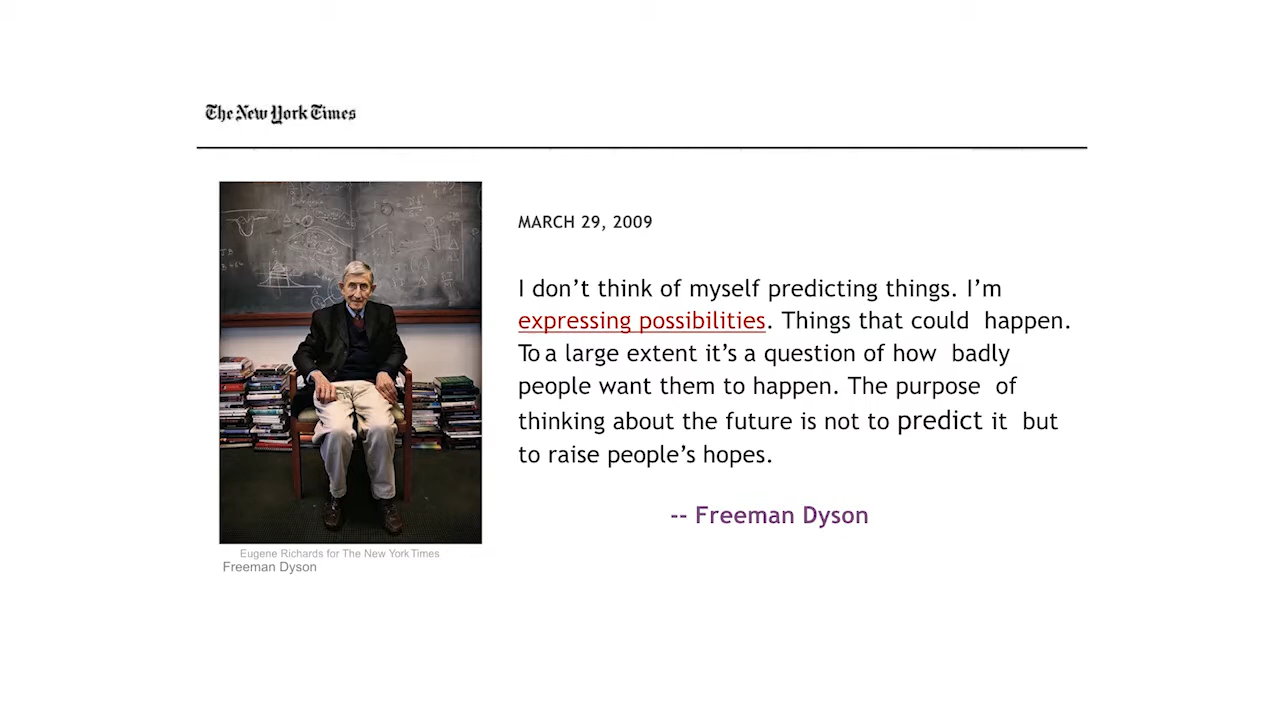 The New York Times
MARCH 29, 2009
I don't think of myself predicting things. I'm
expressing possibilities. Things that could happen.
To a large extent it's a question of how badly
people want them to happen. The purpose of
thinking about the future is not to predict it but
to raise people's hopes.
-- Freeman Dyson
Eugene Richards for The New York Times
Freeman Dyson